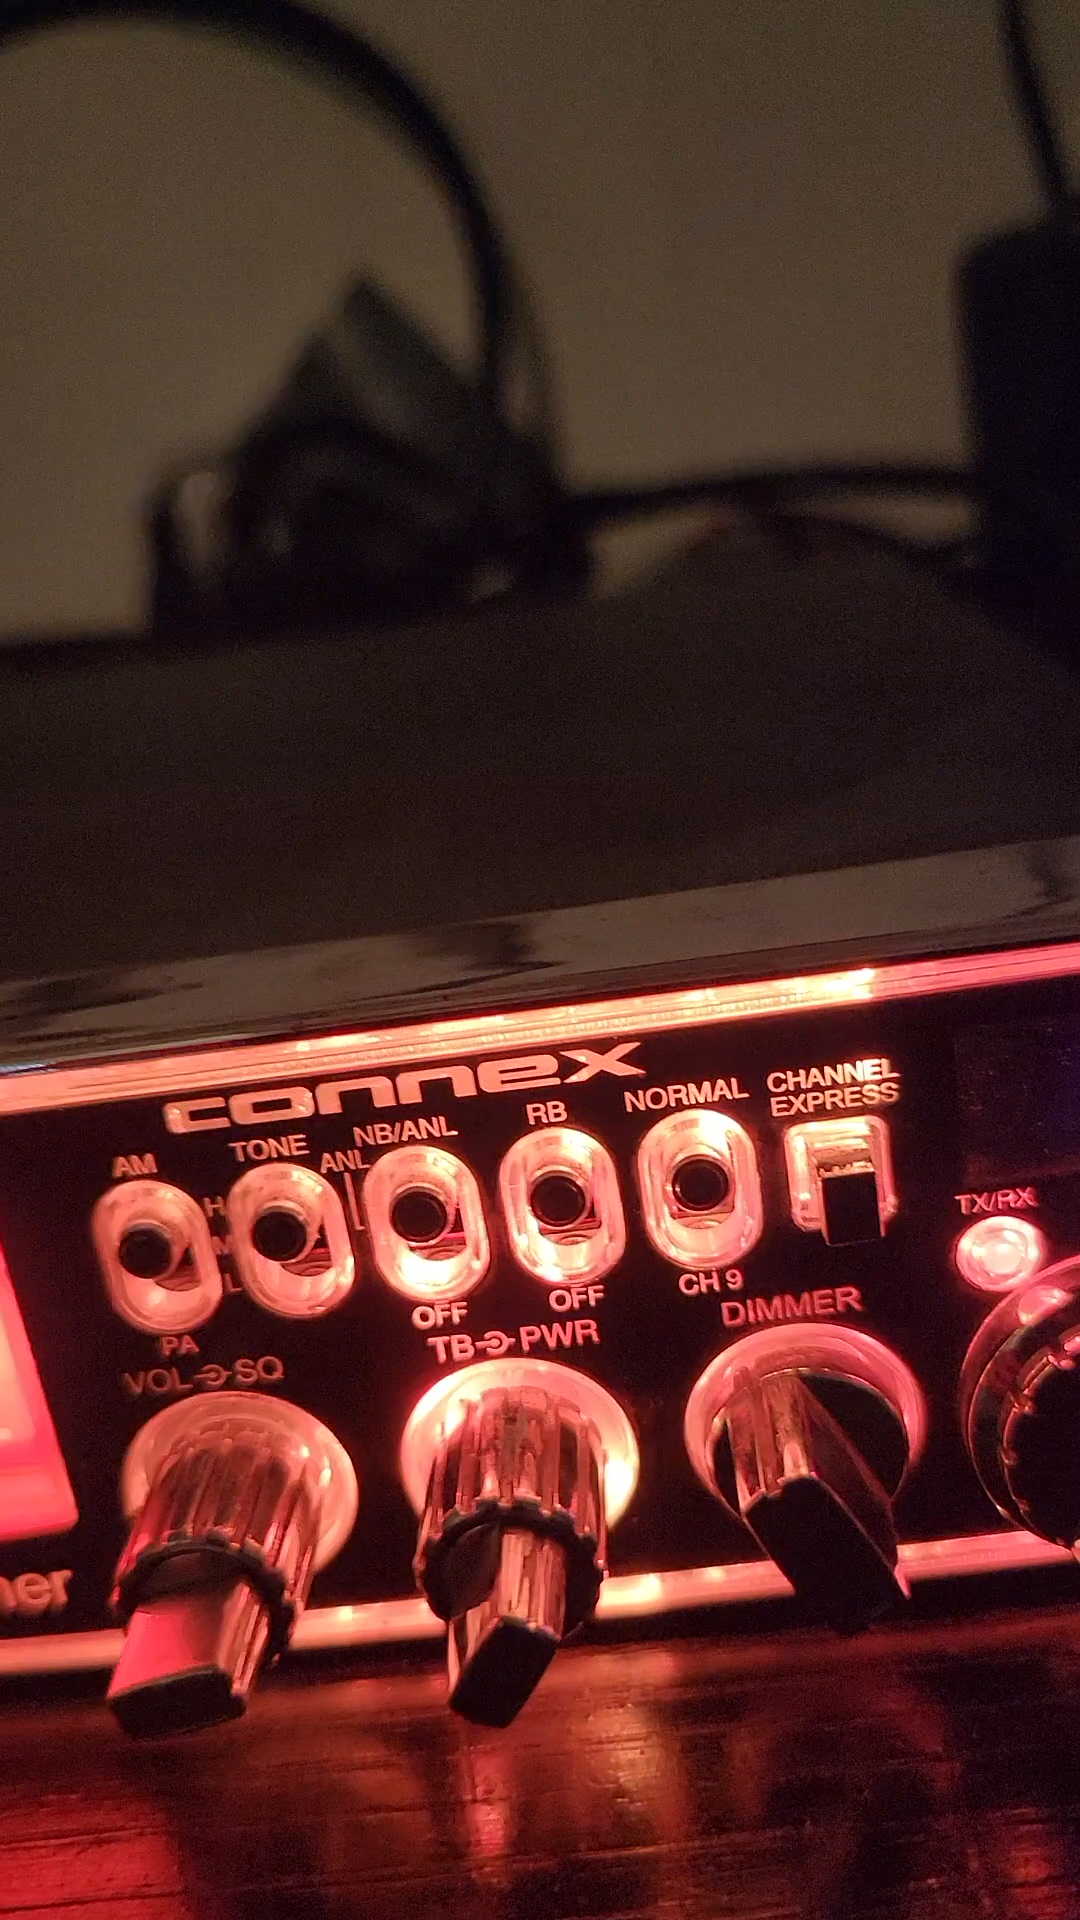 connex
AM
TONE
NB/ANL
RB
NORMAL
CHANNEL
EXPRESS
ANL
H
M
L
TX/RX
PA
OFF
OFF
CH 9
VOL SQ
TB PWR
DIMMER
ner